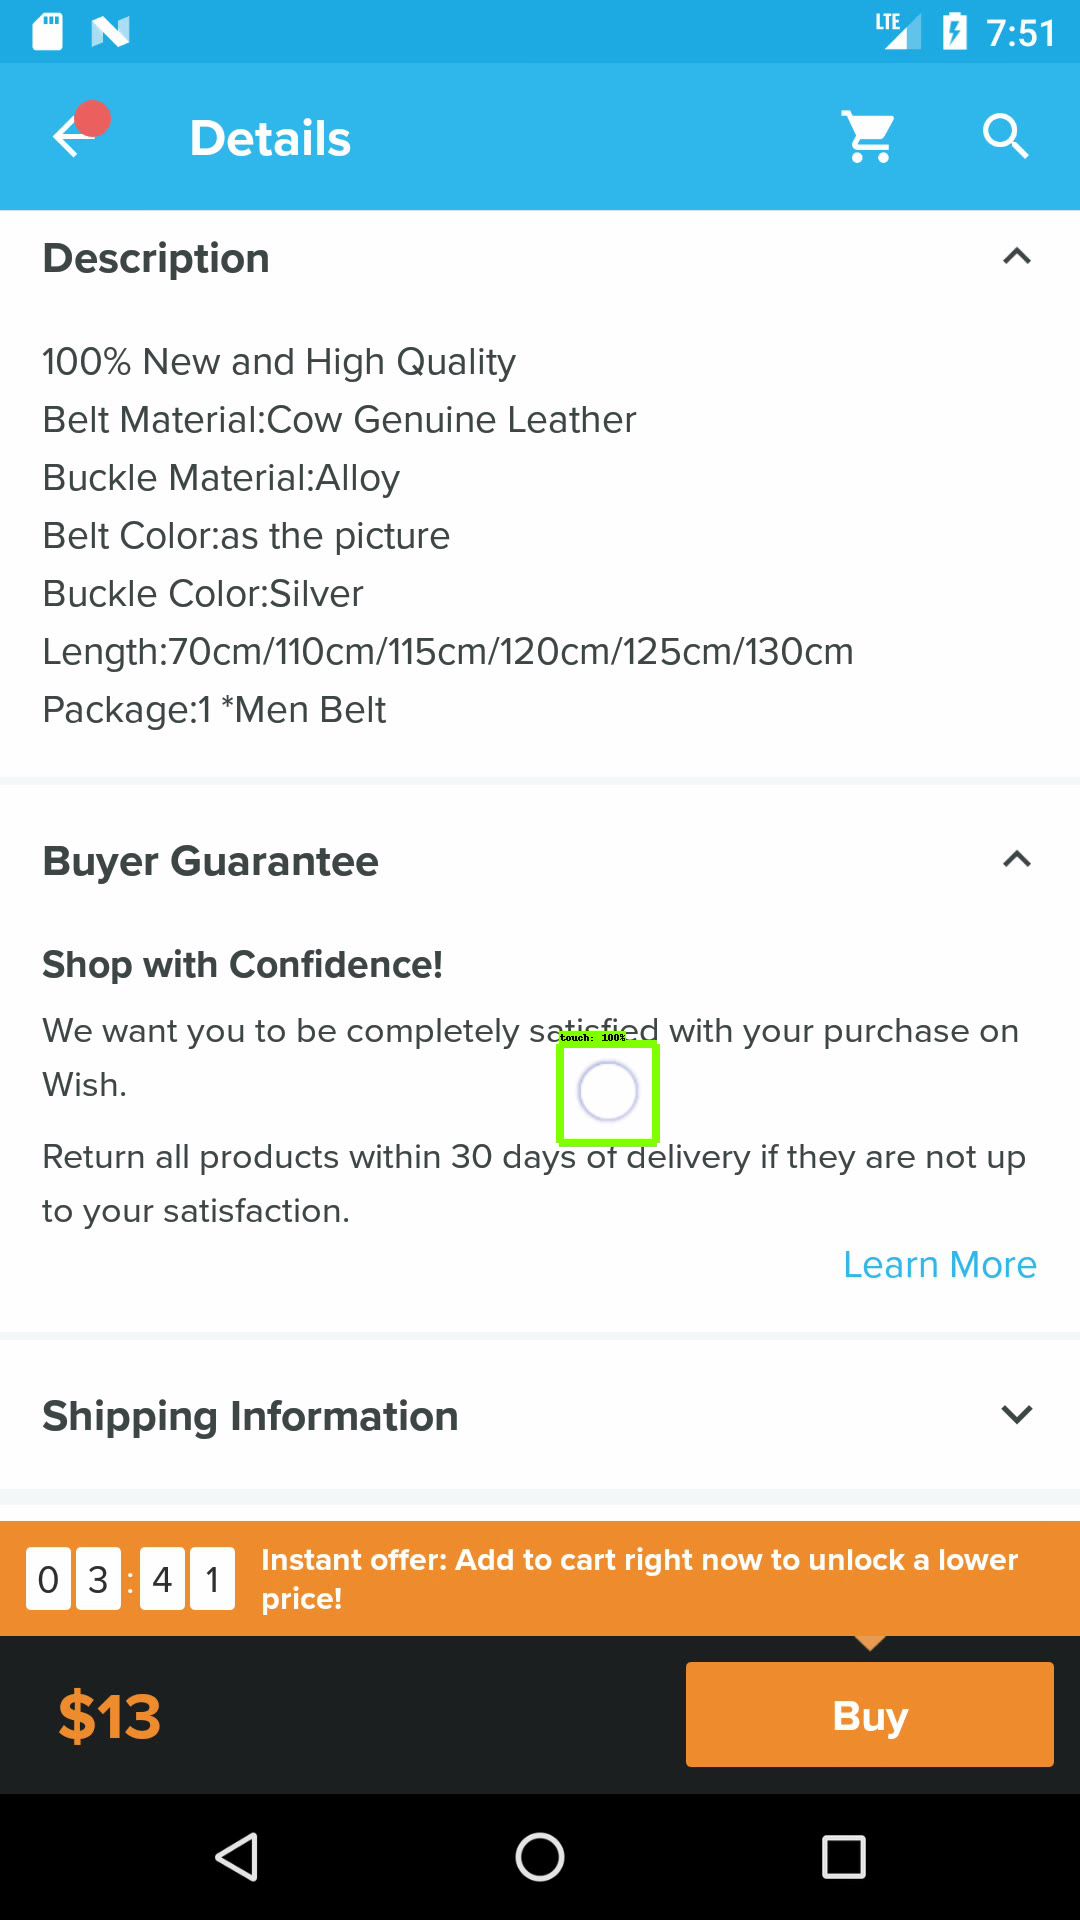 LTE 7:51
Details
Description
100% New and High Quality
Belt Material:Cow Genuine Leather
Buckle Material:Alloy
Belt Color:as the picture
Buckle Color:Silver
Length:70cm/110cm/115cm/120cm/125cm/130cm
Package:1 *Men Belt
Buyer Guarantee
Shop with Confidence!
We want you to be completely satisfied with your purchase on
touch: 100%
Wish.
Return all products within 30 days of delivery if they are not up
to your satisfaction.
Learn More
Shipping Information
03:41
Instant offer: Add to cart right now to unlock a lower
price!
$13
Buy